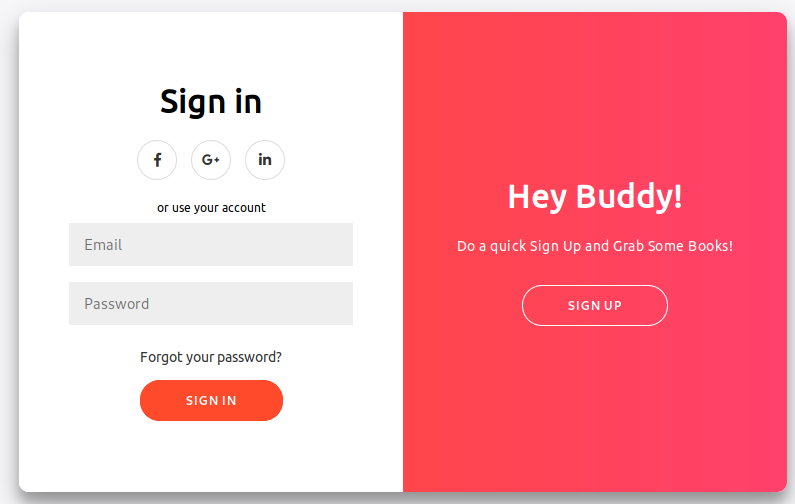 Sign in
f G+ in
or use your account
Email
Password
Forgot your password?
SIGN IN
Hey Buddy!
Do a quick Sign Up and Grab Some Books!
SIGN UP